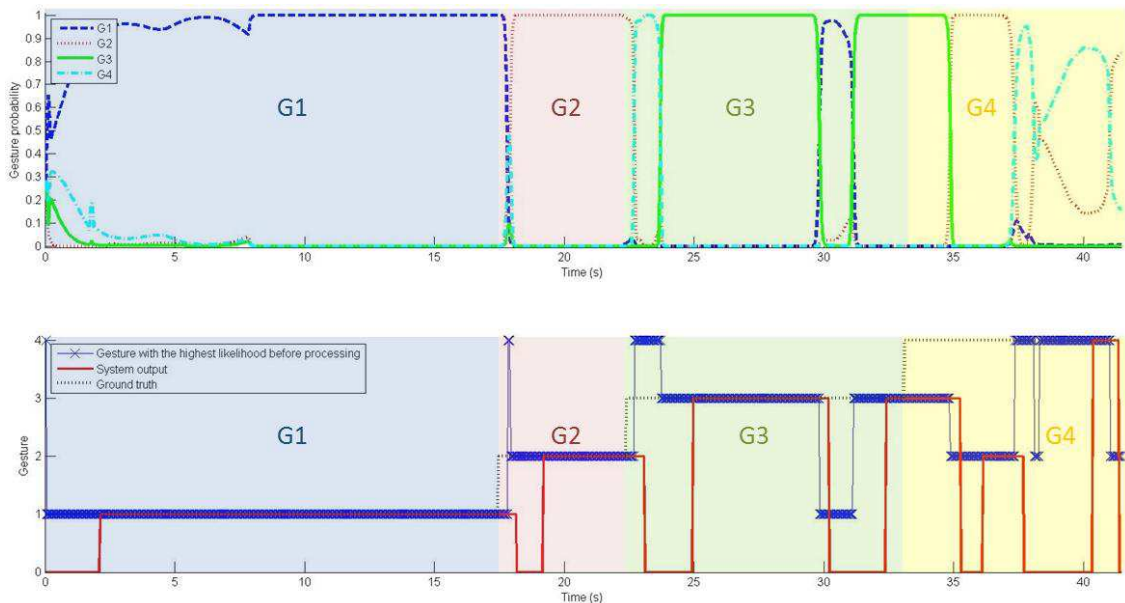 1
0.9
0.8
0.7
0.6
0.5
0.4
0.3
0.2
0.1
0
Gesture probability
G1
G2
G3
G4
G1
G2
G3
G4
0 5 10 15 20 25 30 35 40
Time (s)
4
3
2
1
0
Gesture
Gesture with the highest likelihood before processing
System output
Ground truth
G1
G2
G3
G4
0 5 10 15 20 25 30 35 40
Time (s)